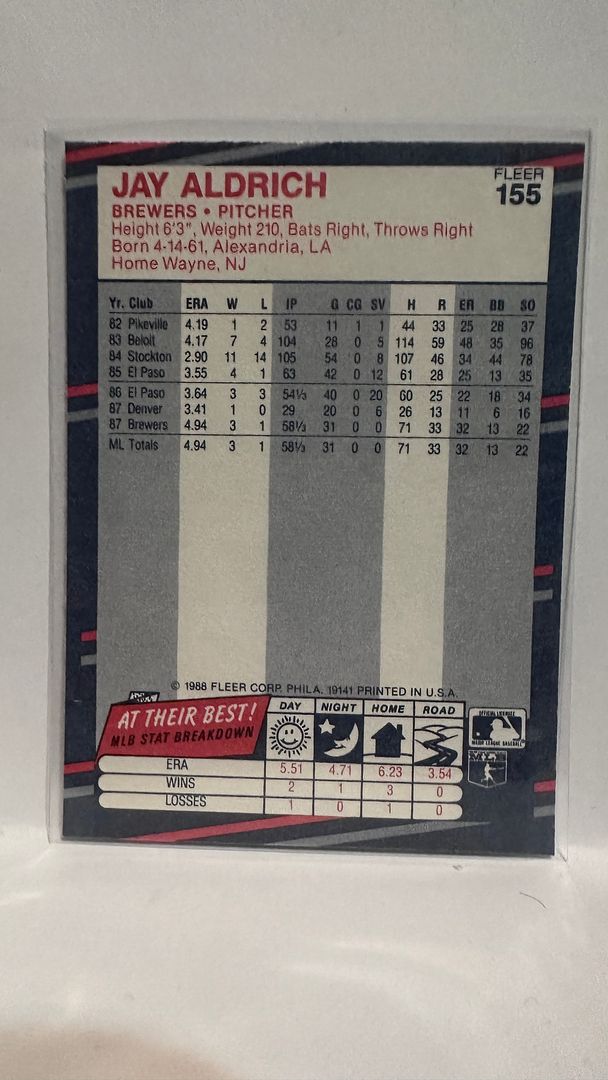 FLEER
155
JAY ALDRICH
BREWERS • PITCHER
Height 6'3", Weight 210, Bats Right, Throws Right
Born 4-14-61, Alexandria, LA
Home Wayne, NJ
Yr. Club ERA W L IP G CG SV H R ER BB SO
82 Pikeville 4.19 1 2 53 11 1 1 44 33 25 28 37
83 Beloit 4.17 7 4 104 28 0 5 114 59 48 35 96
84 Stockton 2.90 11 14 105 54 0 8 107 46 34 44 78
85 El Paso 3.55 4 1 63 42 0 12 61 28 25 13 35
86 El Paso 3.64 3 3 54⅓ 40 0 20 60 25 22 18 34
87 Denver 3.41 1 0 29 20 0 6 26 13 11 6 16
87 Brewers 4.94 3 1 58⅓ 31 0 0 71 33 32 13 22
ML Totals 4.94 3 1 58⅓ 31 0 0 71 33 32 13 22
© 1988 FLEER CORP. PHILA. 19141 PRINTED IN U.S.A.
AT THEIR BEST!
MLB STAT BREAKDOWN
DAY NIGHT HOME ROAD
ERA 5.51 4.71 6.23 3.54
WINS 2 1 3 0
LOSSES 1 0 1 0
OFFICIAL LICENSEE
MAJOR LEAGUE BASEBALL